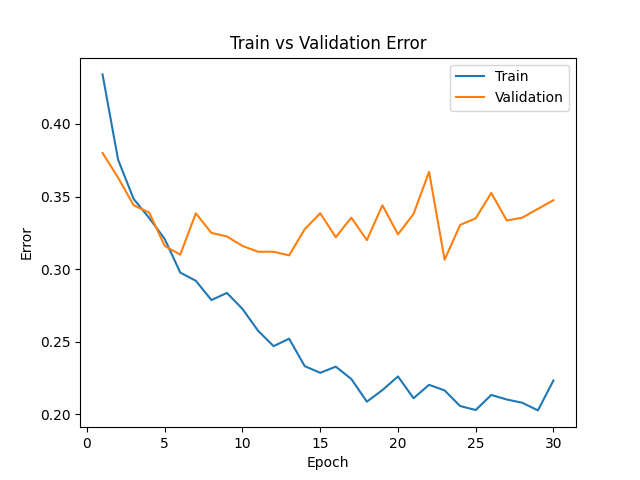 Train vs Validation Error
Train
Validation
Error
0.40
0.35
0.30
0.25
0.20
0 5 10 15 20 25 30
Epoch